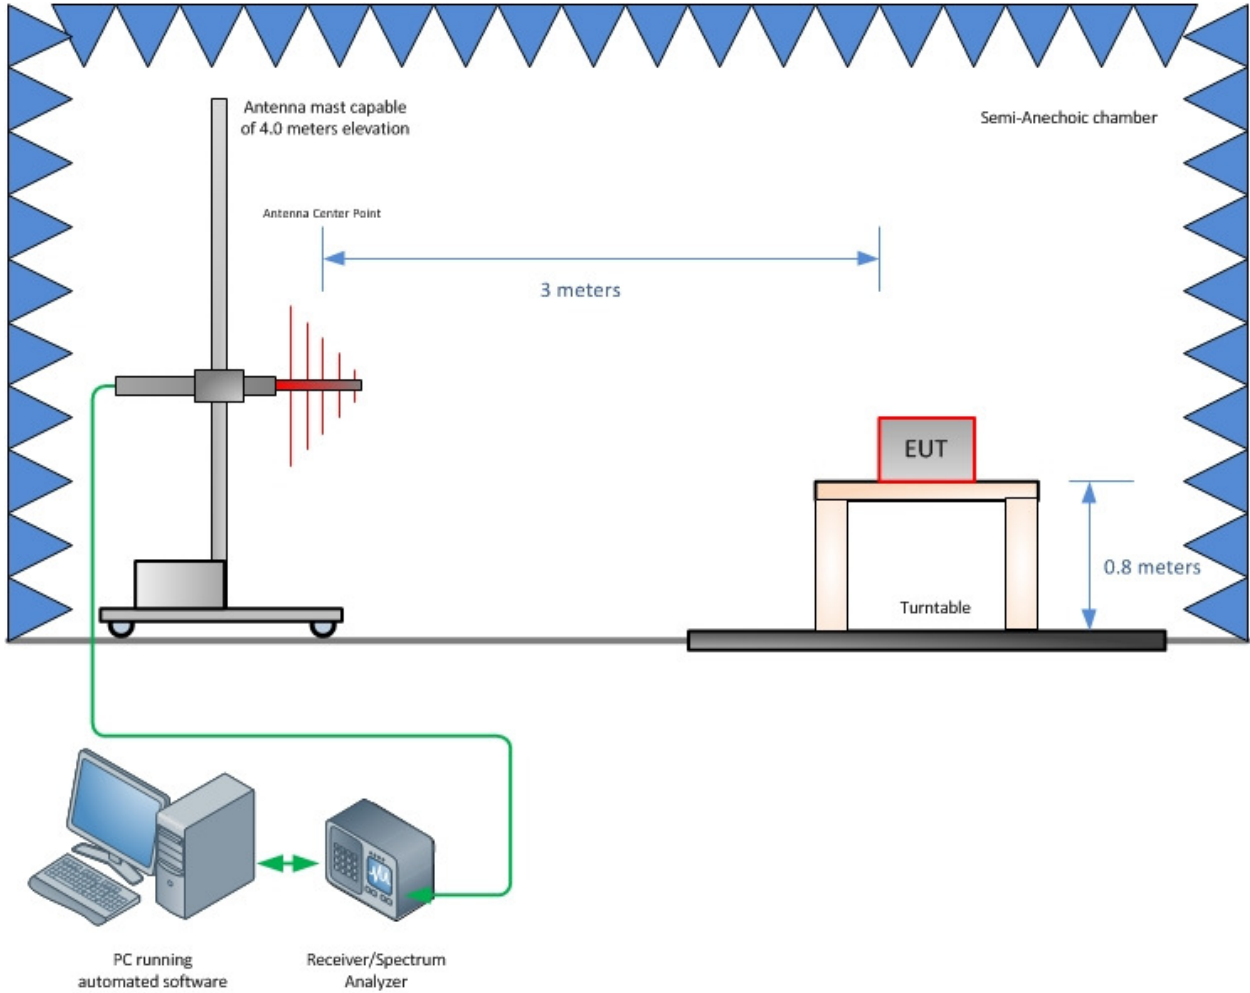 Antenna mast capable
of 4.0 meters elevation
Semi-Anechoic chamber
Antenna Center Point
3 meters
EUT
0.8 meters
Turntable
PC running
automated software
Receiver/Spectrum
Analyzer